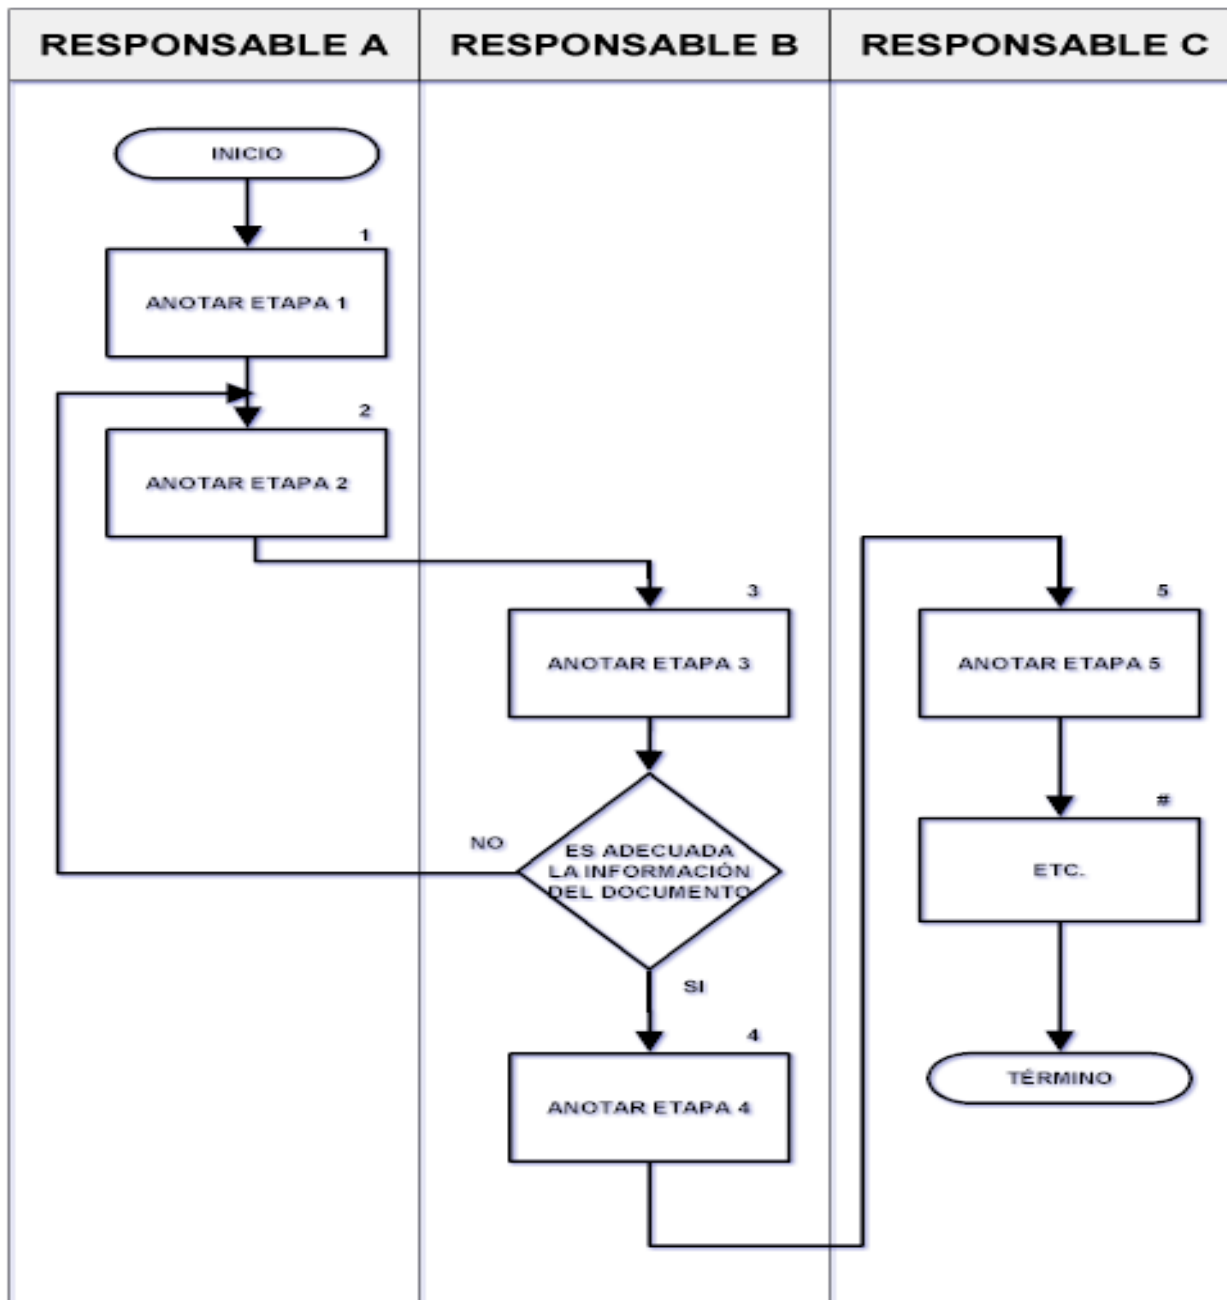 RESPONSABLE A
RESPONSABLE B
RESPONSABLE C
INICIO
1
ANOTAR ETAPA 1
2
ANOTAR ETAPA 2
3
ANOTAR ETAPA 3
NO
ES ADECUADA
LA INFORMACIÓN
DEL DOCUMENTO
SI
4
ANOTAR ETAPA 4
5
ANOTAR ETAPA 5
#
ETC.
TÉRMINO